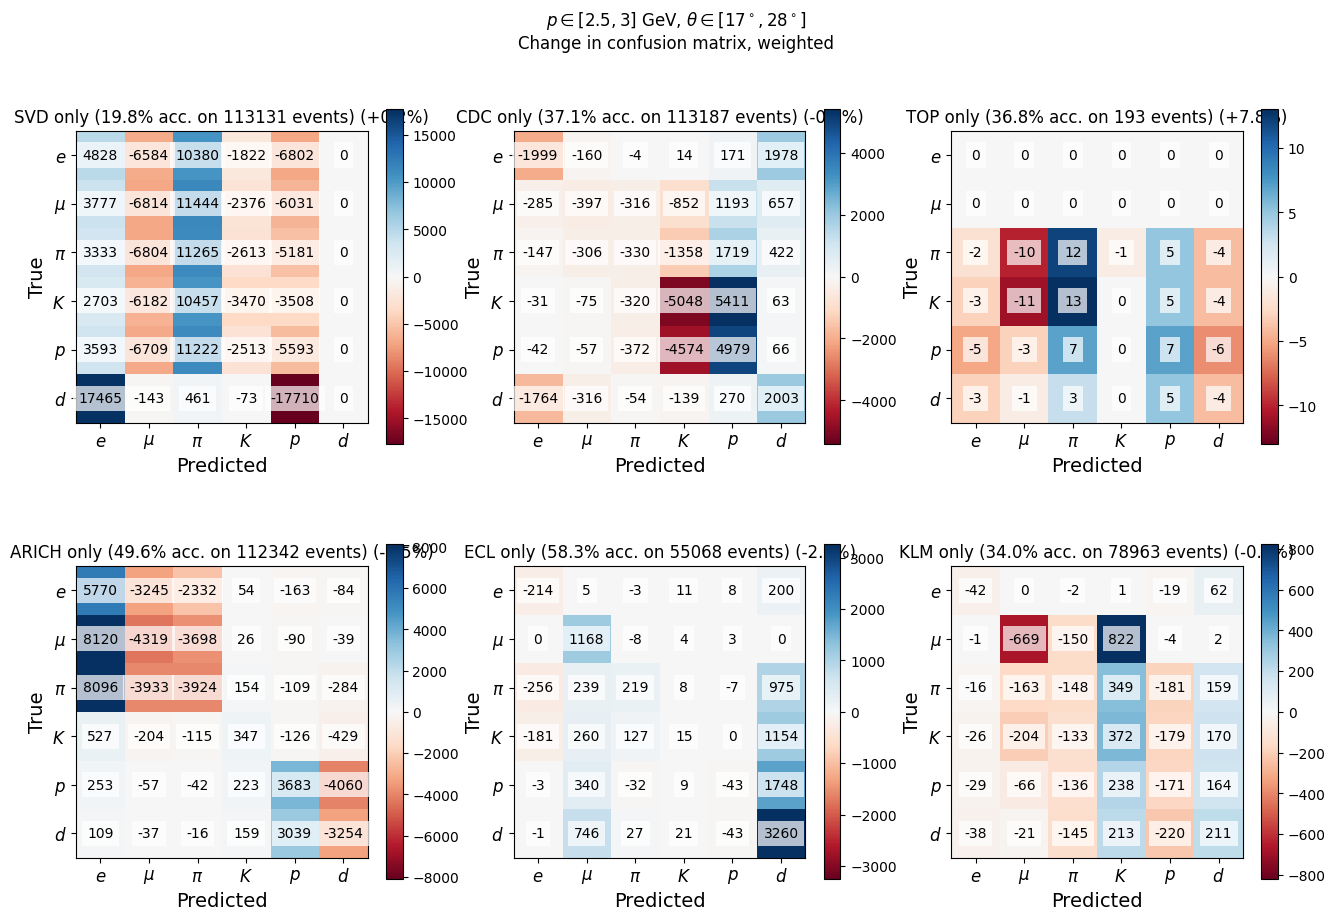 p ∈ [2.5, 3] GeV, θ ∈ [17°, 28°]
Change in confusion matrix, weighted
SVD only (19.8% acc. on 113131 events)
e 4828 -6584 10380 -1822 -6802 0
μ 3777 -6814 11444 -2376 -6031 0
π 3333 -6804 11265 -2613 -5181 0
K 2703 -6182 10457 -3470 -3508 0
p 3593 -6709 11222 -2513 -5593 0
d 17465 -143 461 -73 -17710 0
e μ π K p d
Predicted
True
15000
10000
5000
0
−5000
−10000
−15000
CDC only (37.1% acc. on 113187 events)
e -1999 -160 -4 14 171 1978
μ -285 -397 -316 -852 1193 657
π -147 -306 -330 -1358 1719 422
K -31 -75 -320 -5048 5411 63
p -42 -57 -372 -4574 4979 66
d -1764 -316 -54 -139 270 2003
e μ π K p d
Predicted
True
4000
2000
0
−2000
−4000
TOP only (36.8% acc. on 193 events)
e 0 0 0 0 0 0
μ 0 0 0 0 0 0
π -2 -10 12 -1 5 -4
K -3 -11 13 0 5 -4
p -5 -3 7 0 7 -6
d -3 -1 3 0 5 -4
e μ π K p d
Predicted
True
10
5
0
−5
−10
ARICH only (49.6% acc. on 112342 events)
e 5770 -3245 -2332 54 -163 -84
μ 8120 -4319 -3698 26 -90 -39
π 8096 -3933 -3924 154 -109 -284
K 527 -204 -115 347 -126 -429
p 253 -57 -42 223 3683 -4060
d 109 -37 -16 159 3039 -3254
e μ π K p d
Predicted
True
8000
6000
4000
2000
0
−2000
−4000
−6000
−8000
ECL only (58.3% acc. on 55068 events)
e -214 5 -3 11 8 200
μ 0 1168 -8 4 3 0
π -256 239 219 8 -7 975
K -181 260 127 15 0 1154
p -3 340 -32 9 -43 1748
d -1 746 27 21 -43 3260
e μ π K p d
Predicted
True
3000
2000
1000
0
−1000
−2000
−3000
KLM only (34.0% acc. on 78963 events)
e -42 0 -2 1 -19 62
μ -1 -669 -150 822 -4 2
π -16 -163 -148 349 -181 159
K -26 -204 -133 372 -179 170
p -29 -66 -136 238 -171 164
d -38 -21 -145 213 -220 211
e μ π K p d
Predicted
True
800
600
400
200
0
−200
−400
−600
−800